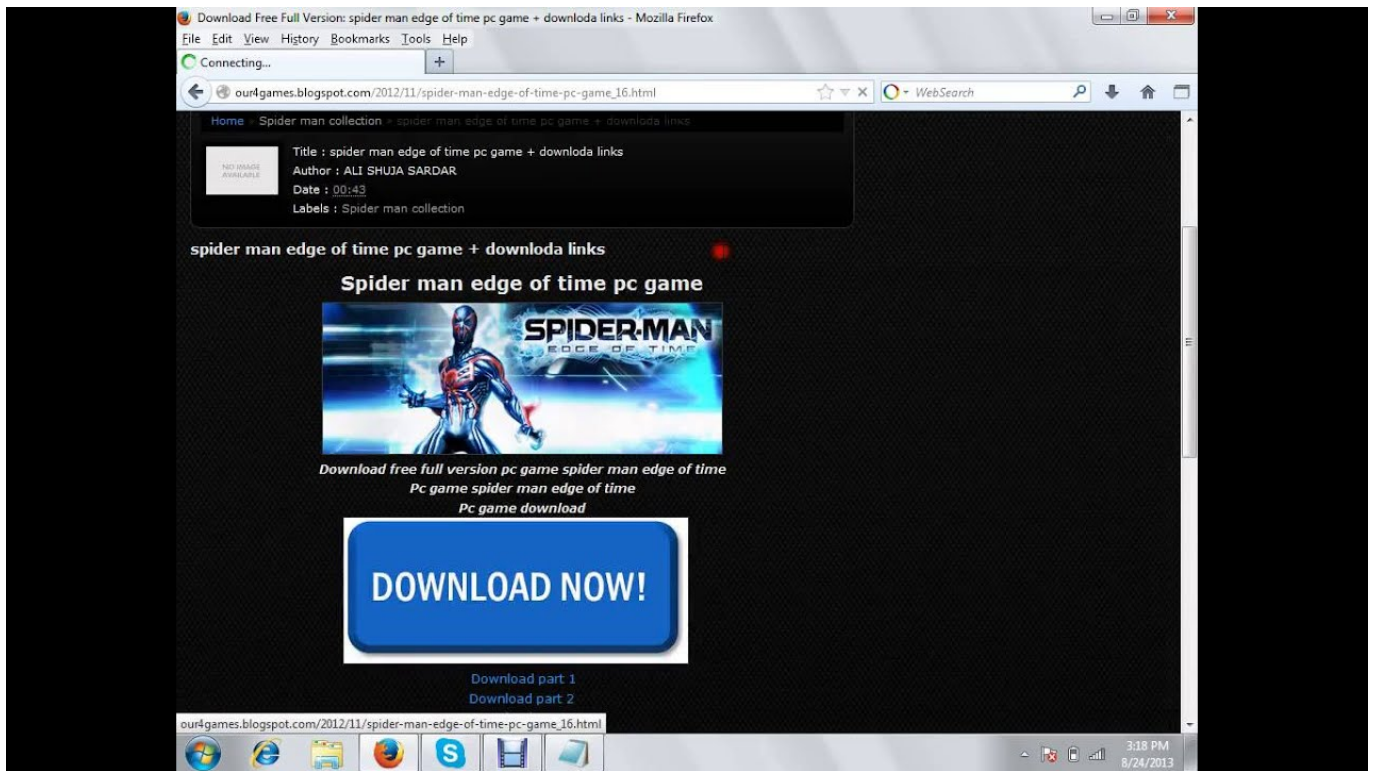 Download Free Full Version: spider man edge of time pc game + downloda links - Mozilla Firefox
File Edit View History Bookmarks Tools Help
Connecting... +
our4games.blogspot.com/2012/11/spider-man-edge-of-time-pc-game_16.html WebSearch
Home » Spider man collection » spider man edge of time pc game + downloda links
NO IMAGE
AVAILABLE
Title : spider man edge of time pc game + downloda links
Author : ALI SHUJA SARDAR
Date : 00:43
Labels : Spider man collection
spider man edge of time pc game + downloda links
Spider man edge of time pc game
SPIDER-MAN
EDGE OF TIME
Download free full version pc game spider man edge of time
Pc game spider man edge of time
Pc game download
DOWNLOAD NOW!
Download part 1
Download part 2
our4games.blogspot.com/2012/11/spider-man-edge-of-time-pc-game_16.html
3:18 PM
8/24/2013